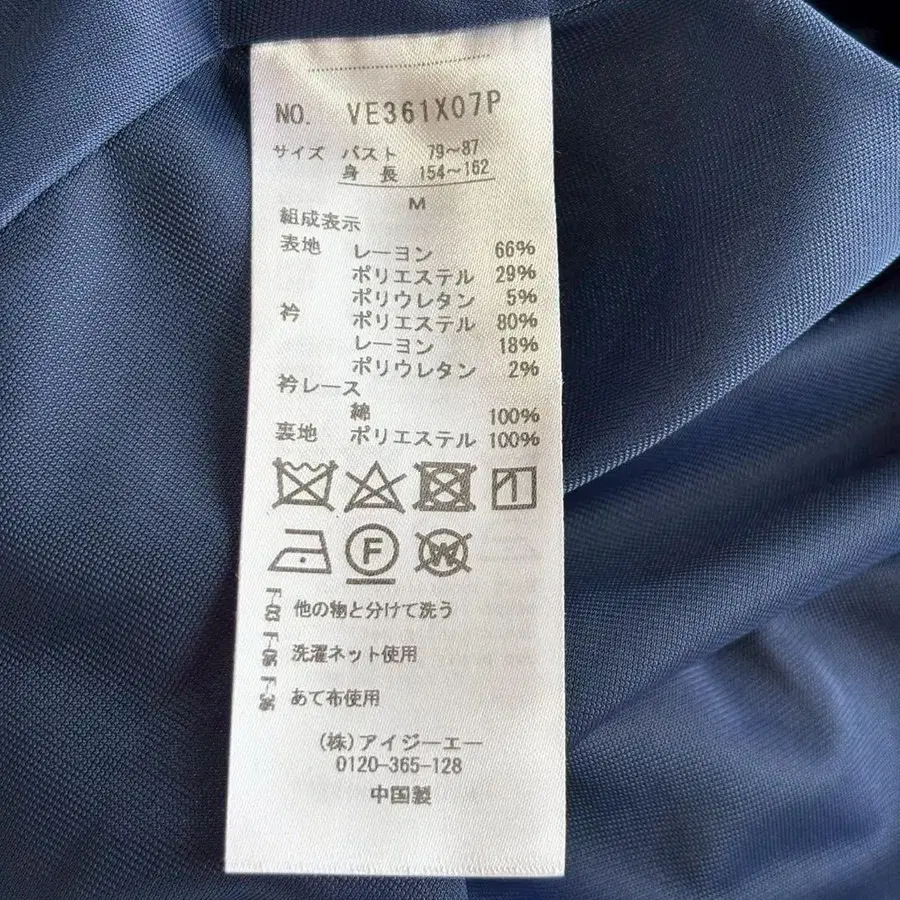 NO. VE361X07P
サイズ バスト 79~87
身長 154~162
M
組成表示
表地 レーヨン 66%
ポリエステル 29%
ポリウレタン 5%
衿 ポリエステル 80%
レーヨン 18%
ポリウレタン 2%
衿レース
綿 100%
裏地 ポリエステル 100%
F
W
F-03 他の物と分けて洗う
F-06 洗濯ネット使用
F-36 あて布使用
(株)アイジーエー
0120-365-128
中国製